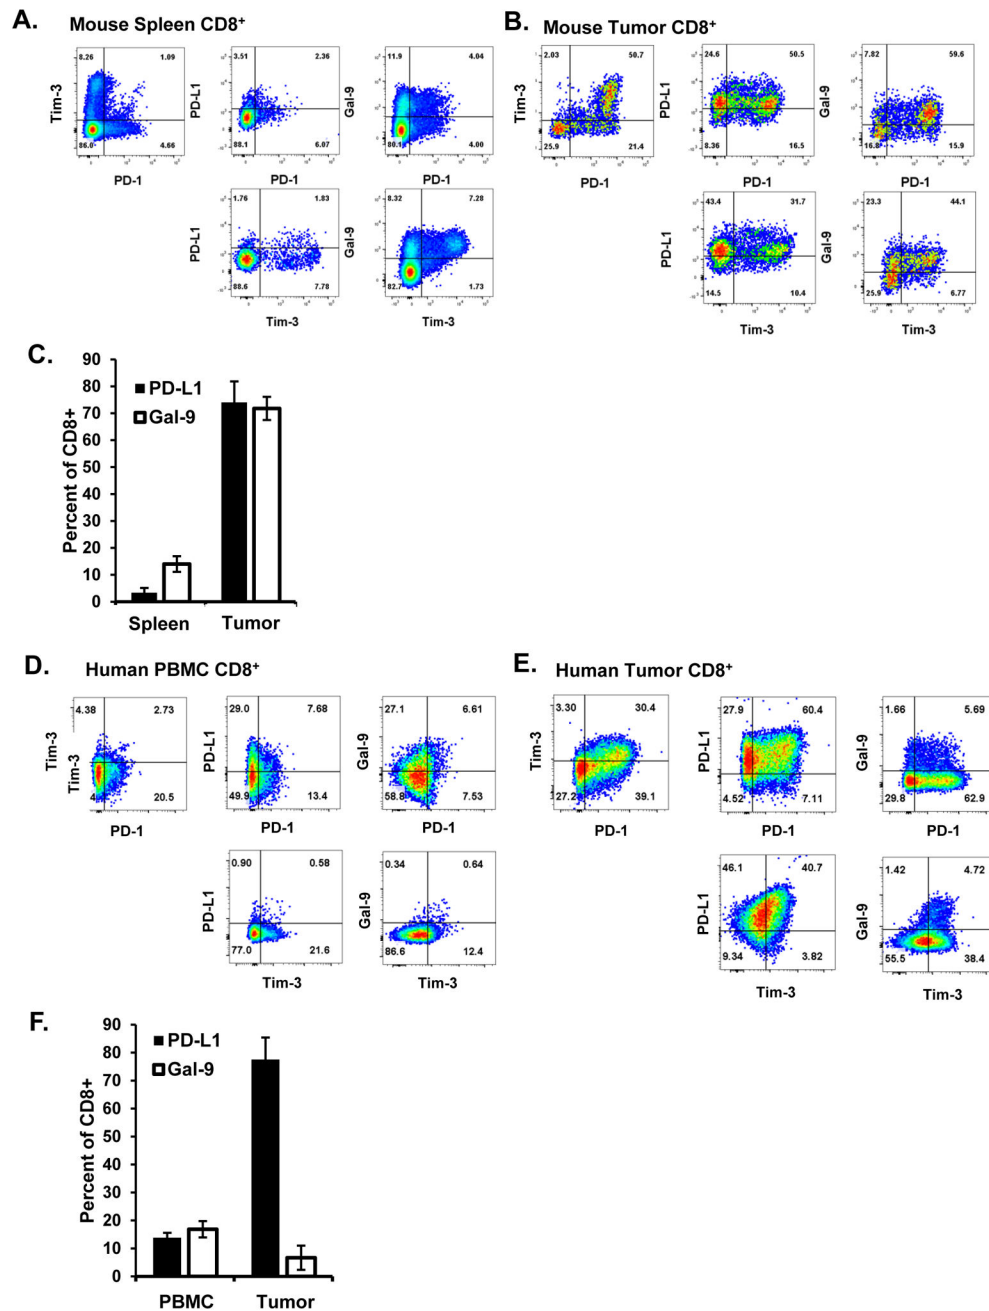 A.
Mouse Spleen CD8+
8.26 1.09
Tim-3
86.0 4.66
PD-1
3.51 2.36
PD-L1
88.1 6.07
PD-1
11.9 4.04
Gal-9
80.1 4.00
PD-1
1.76 1.83
PD-L1
88.6 7.78
Tim-3
8.32 7.28
Gal-9
82.7 1.73
Tim-3
B.
Mouse Tumor CD8+
2.03 50.7
Tim-3
25.9 21.4
PD-1
24.6 50.5
PD-L1
8.36 16.5
PD-1
7.82 59.6
Gal-9
16.8 15.9
PD-1
43.4 31.7
PD-L1
14.5 10.4
Tim-3
23.3 44.1
Gal-9
25.9 6.77
Tim-3
C.
90
80
70
60
50
40
30
20
10
0
Percent of CD8+
PD-L1
Gal-9
Spleen Tumor
D.
Human PBMC CD8+
4.38 2.73
Tim-3
Tim-3
20.5
PD-1
29.0 7.68
PD-L1
49.9 13.4
PD-1
27.1 6.61
Gal-9
58.8 7.53
PD-1
0.90 0.58
PD-L1
77.0 21.6
Tim-3
0.34 0.64
Gal-9
86.6 12.4
Tim-3
E.
Human Tumor CD8+
3.30 30.4
Tim-3
27.2 39.1
PD-1
27.9 60.4
PD-L1
4.52 7.11
PD-1
1.66 5.69
Gal-9
29.8 62.9
PD-1
46.1 40.7
PD-L1
9.34 3.82
Tim-3
1.42 4.72
Gal-9
55.5 38.4
Tim-3
F.
90
80
70
60
50
40
30
20
10
0
Percent of CD8+
PD-L1
Gal-9
PBMC Tumor